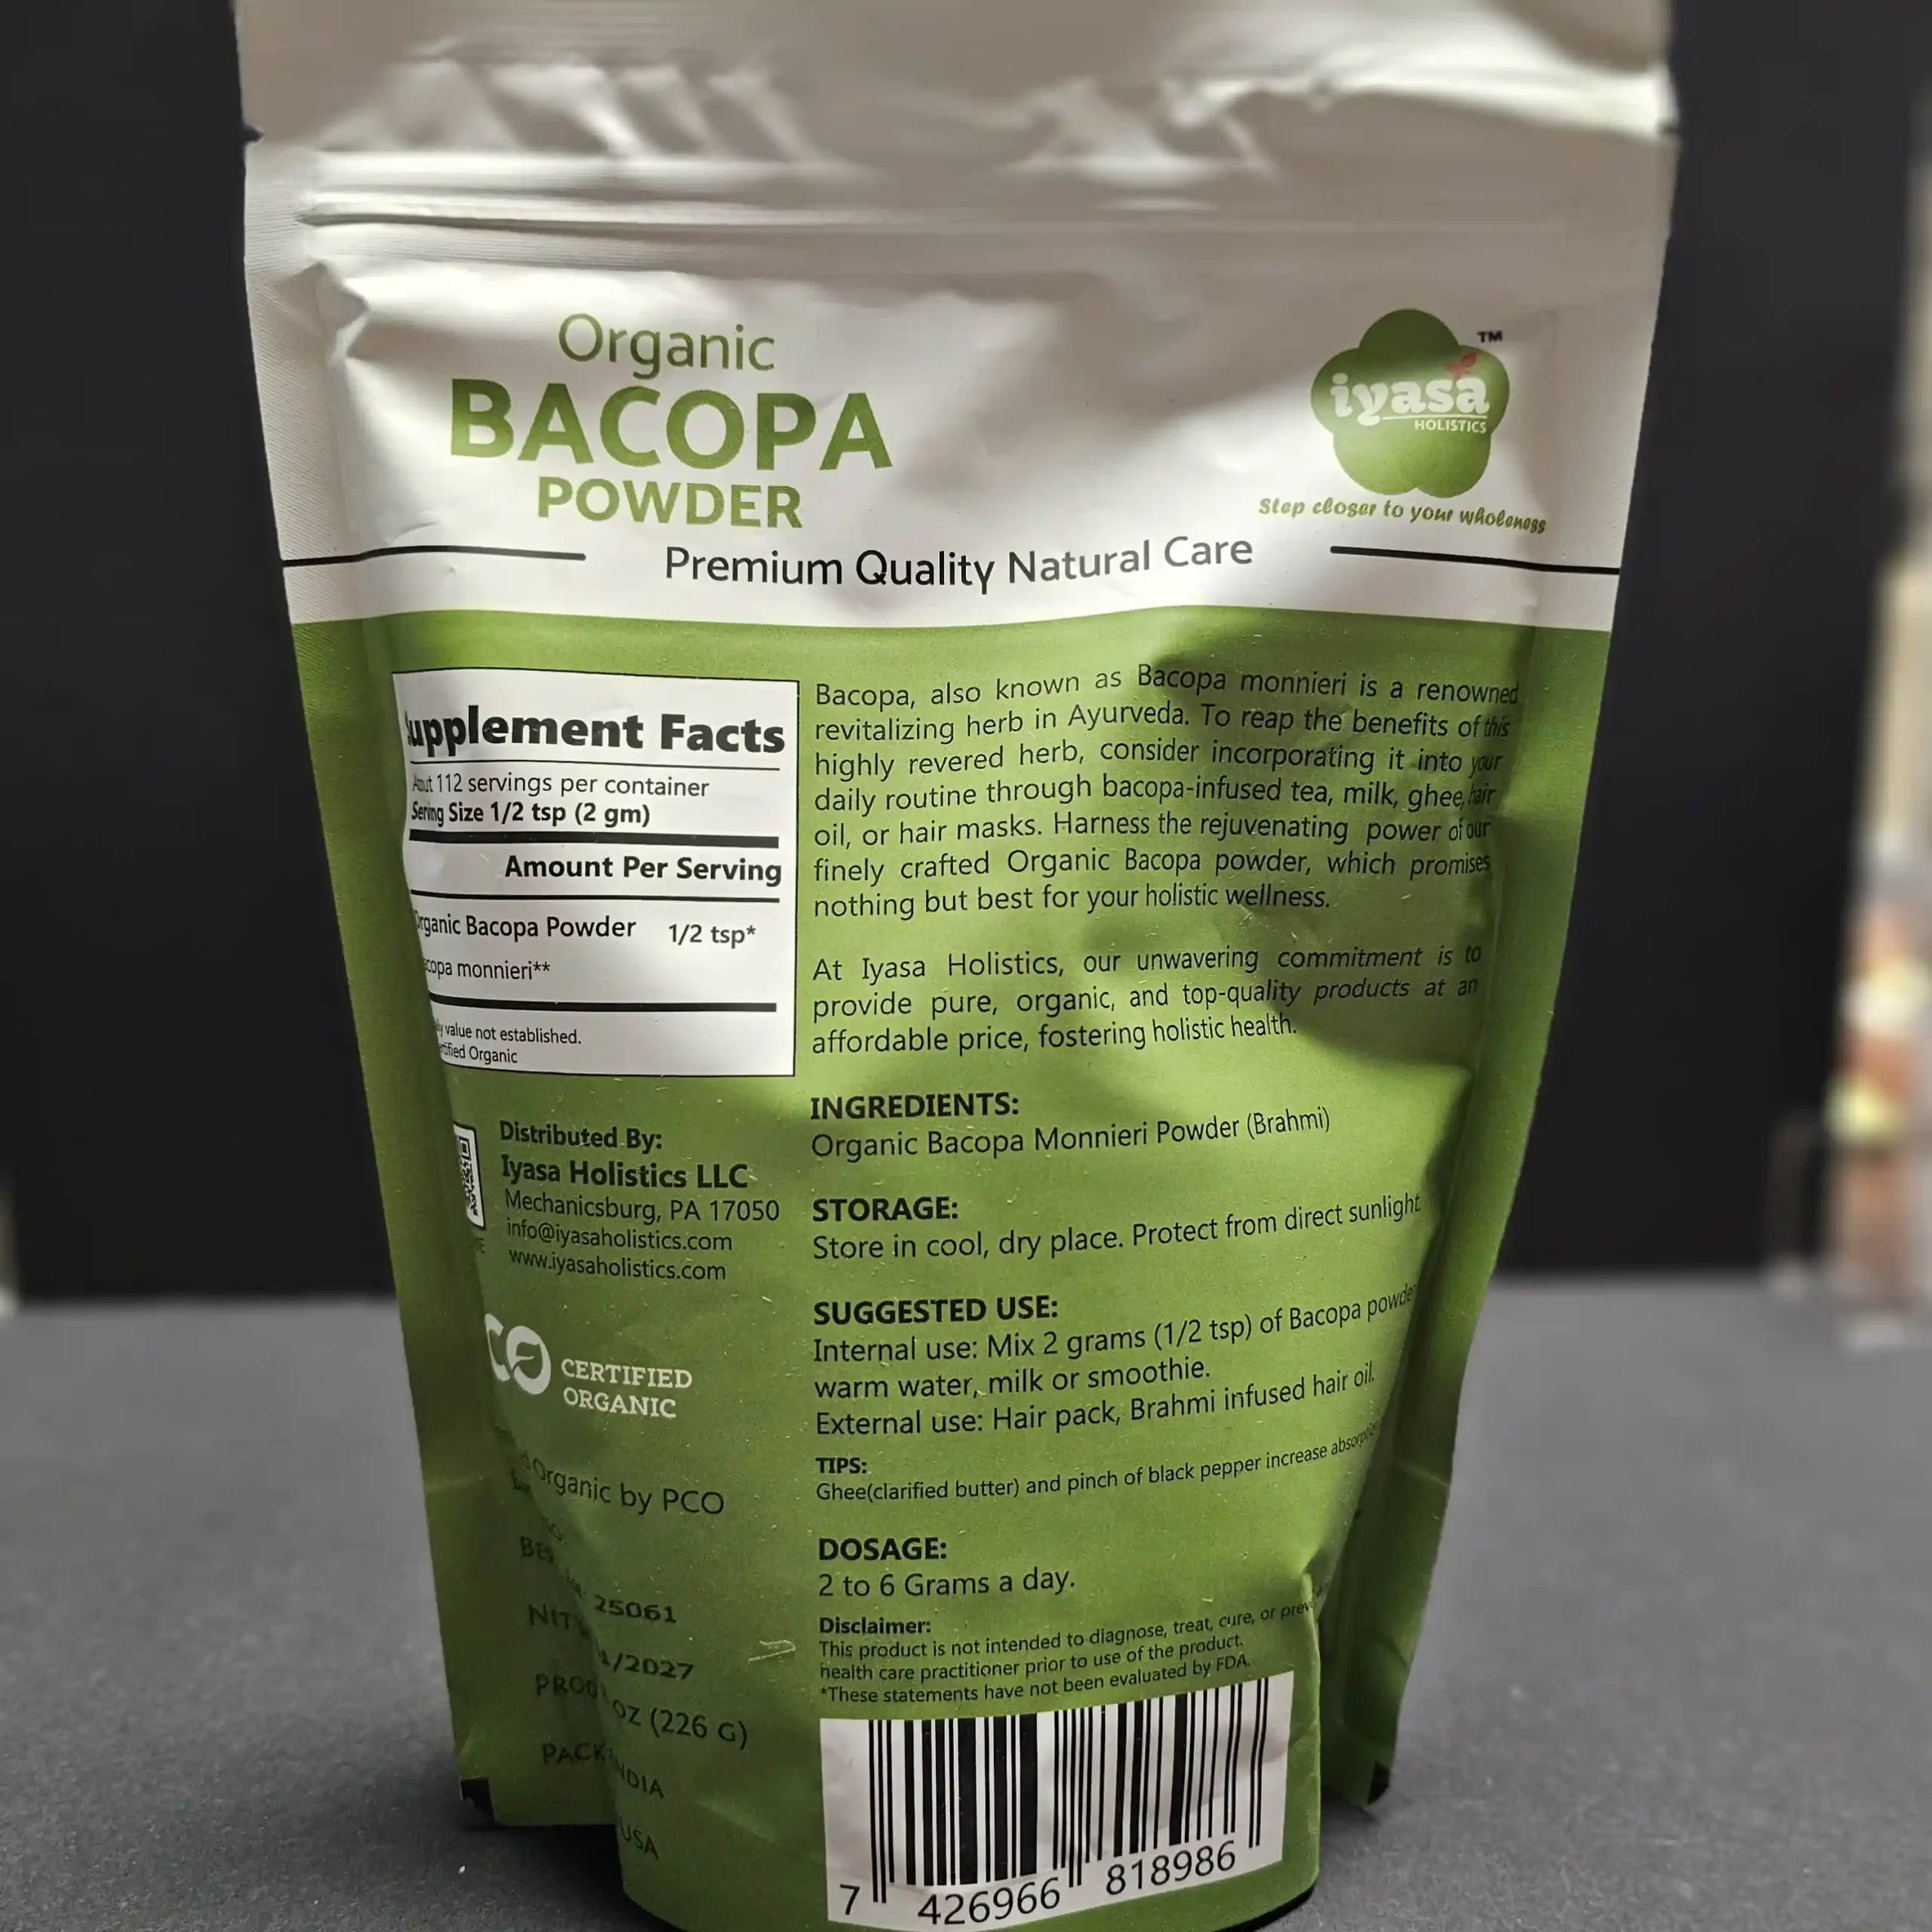 Organic
BACOPA
POWDER
iyasa
HOLISTICS
TM
Step closer to your wholeness
Premium Quality Natural Care
Supplement Facts
About 112 servings per container
Serving Size 1/2 tsp (2 gm)
Amount Per Serving
Organic Bacopa Powder 1/2 tsp*
monnieri**
value not established.
Certified Organic
Distributed By:
Iyasa Holistics LLC
Mechanicsburg, PA 17050
info@iyasaholistics.com
www.iyasaholistics.com
CERTIFIED
ORGANIC
Organic by PCO
25061
/2027
OZ (226 G)
USA
Bacopa, also known as Bacopa monnieri is a renowned
revitalizing herb in Ayurveda. To reap the benefits of this
highly revered herb, consider incorporating it into your
daily routine through bacopa-infused tea, milk, ghee, hair
oil, or hair masks. Harness the rejuvenating power of our
finely crafted Organic Bacopa powder, which promises
nothing but best for your holistic wellness.
At Iyasa Holistics, our unwavering commitment is to
provide pure, organic, and top-quality products at an
affordable price, fostering holistic health.
INGREDIENTS:
Organic Bacopa Monnieri Powder (Brahmi)
STORAGE:
Store in cool, dry place. Protect from direct sunlight
SUGGESTED USE:
Internal use: Mix 2 grams (1/2 tsp) of Bacopa powder
warm water, milk or smoothie.
External use: Hair pack, Brahmi infused hair oil.
TIPS:
Ghee(clarified butter) and pinch of black pepper increase
DOSAGE:
2 to 6 Grams a day.
Disclaimer:
This product is not intended to diagnose, treat, cure, or
health care practitioner prior to use of the product.
*These statements have not been evaluated by FDA.
7 426966 818986